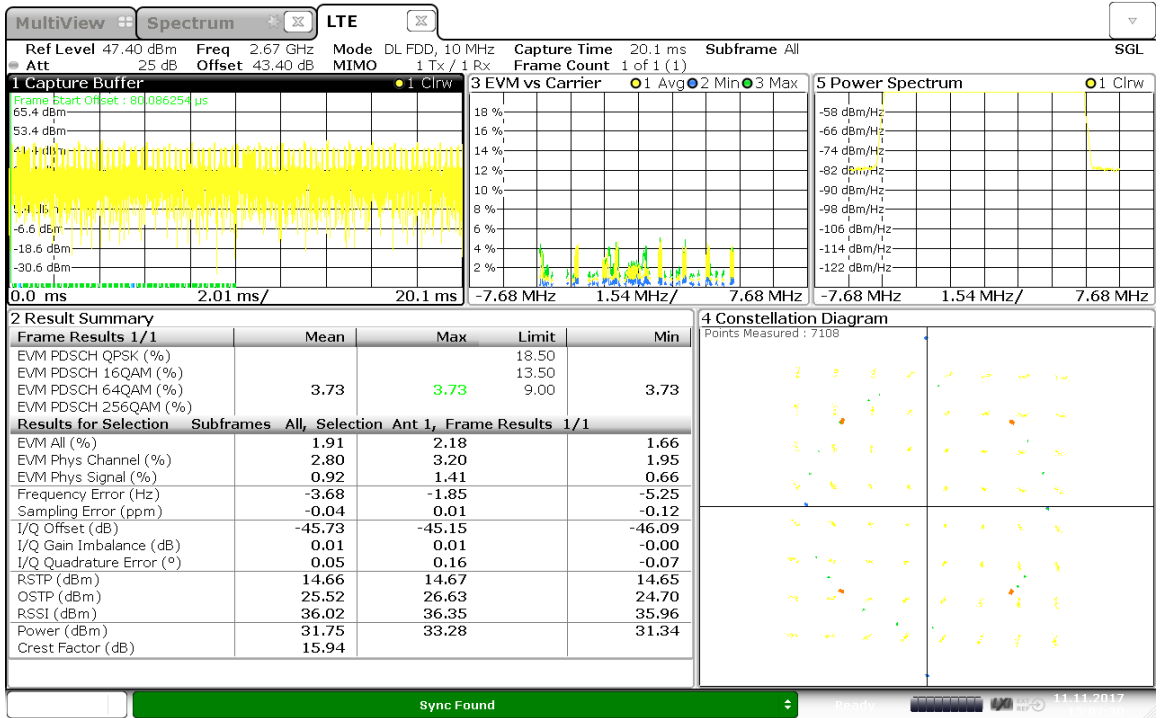 MultiView Spectrum LTE
Ref Level 47.40 dBm Freq 2.67 GHz Mode DL FDD, 10 MHz Capture Time 20.1 ms Subframe All SGL
Att 25 dB Offset 43.40 dB MIMO 1 Tx / 1 Rx Frame Count 1 of 1 (1)
1 Capture Buffer 1 Clrw
Frame Start Offset : 80.086254 µs
65.4 dBm
53.4 dBm
-6.6 dBm
-18.6 dBm
-30.6 dBm
0.0 ms 2.01 ms/ 20.1 ms
3 EVM vs Carrier 1 Avg 2 Min 3 Max
18 %
16 %
14 %
12 %
10 %
8 %
6 %
4 %
2 %
-7.68 MHz 1.54 MHz/ 7.68 MHz
5 Power Spectrum 1 Clrw
-58 dBm/Hz
-66 dBm/Hz
-74 dBm/Hz
-82 dBm/Hz
-90 dBm/Hz
-98 dBm/Hz
-106 dBm/Hz
-114 dBm/Hz
-122 dBm/Hz
-7.68 MHz 1.54 MHz/ 7.68 MHz
2 Result Summary
Frame Results 1/1 Mean Max Limit Min
EVM PDSCH QPSK (%) 18.50
EVM PDSCH 16QAM (%) 13.50
EVM PDSCH 64QAM (%) 3.73 3.73 9.00 3.73
EVM PDSCH 256QAM (%)
Results for Selection Subframes All, Selection Ant 1, Frame Results 1/1
EVM All (%) 1.91 2.18 1.66
EVM Phys Channel (%) 2.80 3.20 1.95
EVM Phys Signal (%) 0.92 1.41 0.66
Frequency Error (Hz) -3.68 -1.85 -5.25
Sampling Error (ppm) -0.04 0.01 -0.12
I/Q Offset (dB) -45.73 -45.15 -46.09
I/Q Gain Imbalance (dB) 0.01 0.01 -0.00
I/Q Quadrature Error (º) 0.05 0.16 -0.07
RSTP (dBm) 14.66 14.67 14.65
OSTP (dBm) 25.52 26.63 24.70
RSSI (dBm) 36.02 36.35 35.96
Power (dBm) 31.75 33.28 31.34
Crest Factor (dB) 15.94
4 Constellation Diagram
Points Measured : 7108
Sync Found
Ready
LXI EXT REF 11.11.2017